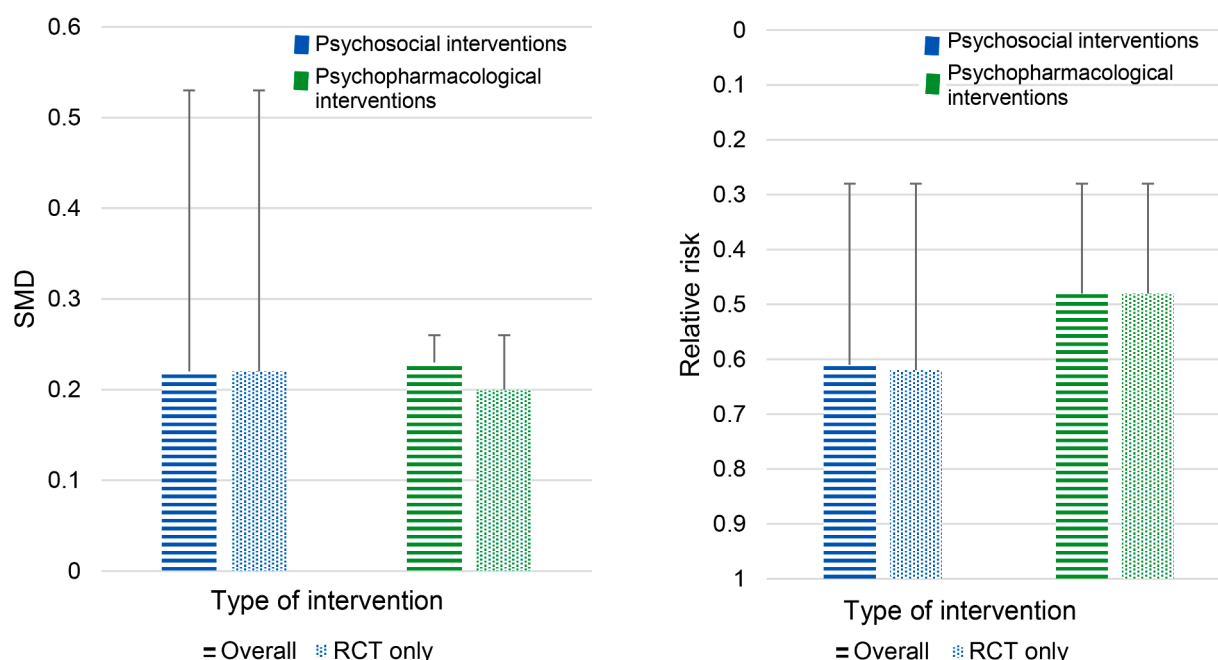 0.6
0.5
0.4
0.3
0.2
0.1
0
SMD
Psychosocial interventions
Psychopharmacological
interventions
Type of intervention
Overall RCT only
0
0.1
0.2
0.3
0.4
0.5
0.6
0.7
0.8
0.9
1
Relative risk
Psychosocial interventions
Psychopharmacological
interventions
Type of intervention
Overall RCT only